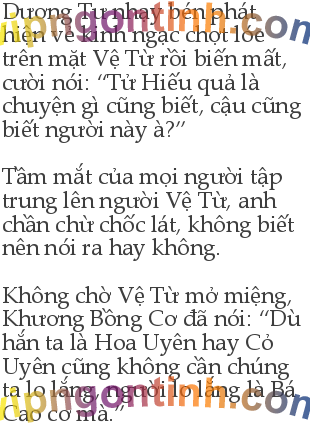 Dương Tư nhạy bén phát
hiện vẻ kinh ngạc chợt lóe
trên mặt Vệ Từ rồi biến mất,
cười nói: “Tử Hiếu quả là
chuyện gì cũng biết, cậu cũng
biết người này à?”
Tầm mắt của mọi người tập
trung lên người Vệ Từ, anh
chần chừ chốc lát, không biết
nên nói ra hay không.
Không chờ Vệ Từ mở miệng,
Khương Bồng Cơ đã nói: “Dù
hắn ta là Hoa Uyên hay Cỏ
Uyên cũng không cần chúng
ta lo lắng, người lo lắng là Bá
Cao cơ mà.”